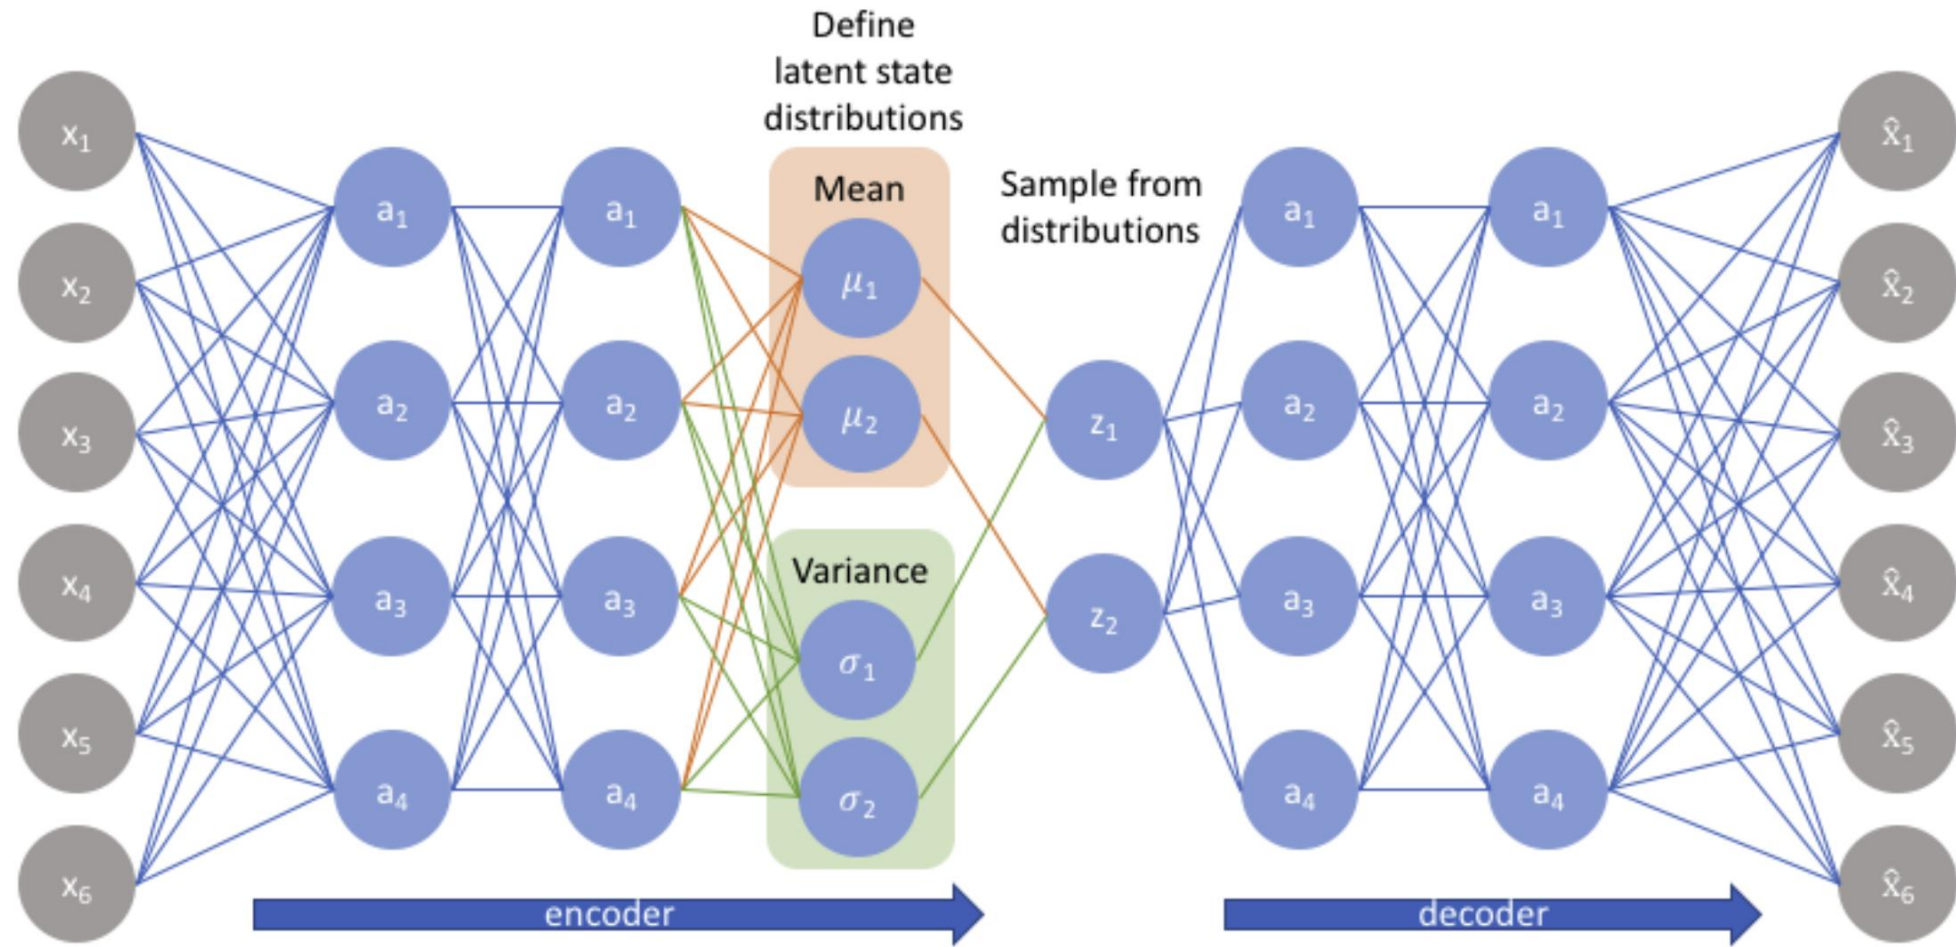 Define
latent state
distributions
Mean
Sample from
distributions
Variance
x₁
x₂
x₃
x₄
x₅
x₆
a₁
a₂
a₃
a₄
a₁
a₂
a₃
a₄
μ₁
μ₂
σ₁
σ₂
z₁
z₂
a₁
a₂
a₃
a₄
a₁
a₂
a₃
a₄
x̂₁
x̂₂
x̂₃
x̂₄
x̂₅
x̂₆
encoder
decoder